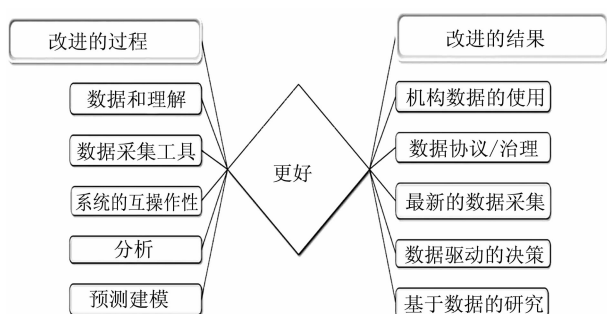 改进的过程
数据和理解
数据采集工具
系统的互操作性
分析
预测建模
更好
改进的结果
机构数据的使用
数据协议/治理
最新的数据采集
数据驱动的决策
基于数据的研究